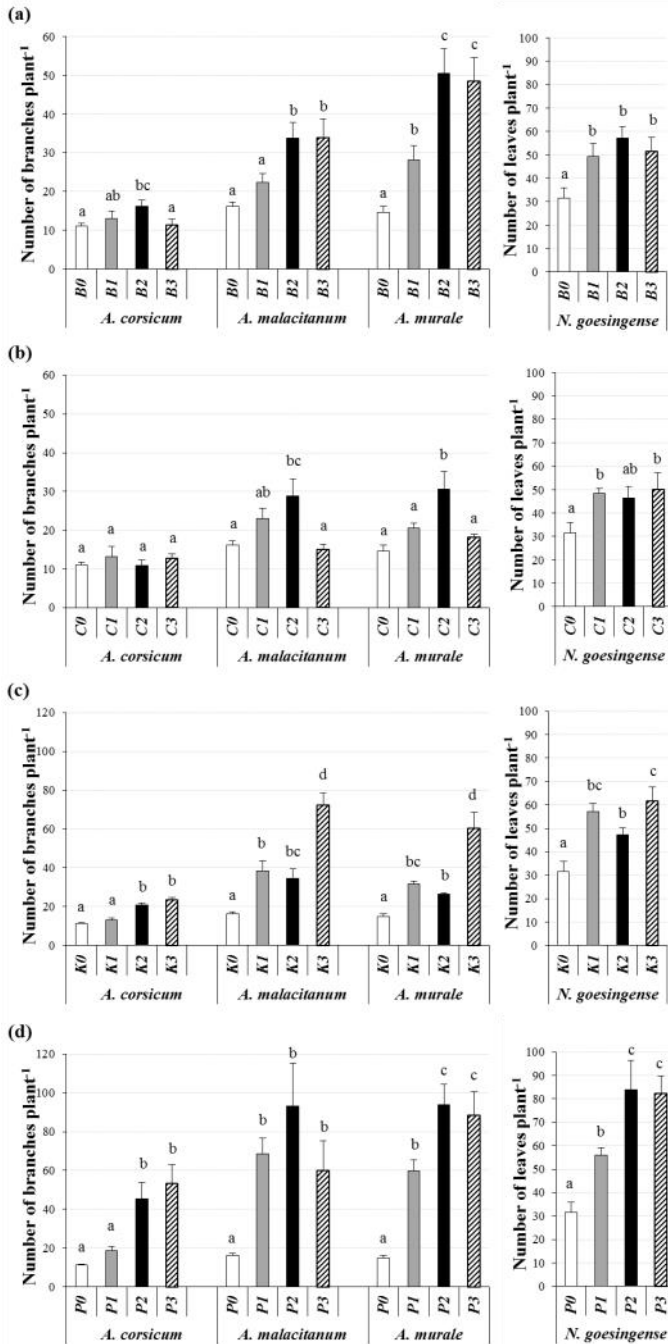 (a)
Number of branches plant-1
60
50
40
30
20
10
0
a ab bc a a a b b a b c c
B0 B1 B2 B3 B0 B1 B2 B3 B0 B1 B2 B3
A. corsicum A. malacitanum A. murale
Number of leaves plant-1
100
90
80
70
60
50
40
30
20
10
0
a b b b
B0 B1 B2 B3
N. goesingense
(b)
Number of branches plant-1
60
50
40
30
20
10
0
a a a a a ab bc a a a b a
C0 C1 C2 C3 C0 C1 C2 C3 C0 C1 C2 C3
A. corsicum A. malacitanum A. murale
Number of leaves plant-1
100
90
80
70
60
50
40
30
20
10
0
a b ab b
C0 C1 C2 C3
N. goesingense
(c)
Number of branches plant-1
120
100
80
60
40
20
0
a a b b a b bc d a bc b d
K0 K1 K2 K3 K0 K1 K2 K3 K0 K1 K2 K3
A. corsicum A. malacitanum A. murale
Number of leaves plant-1
100
90
80
70
60
50
40
30
20
10
0
a bc b c
K0 K1 K2 K3
N. goesingense
(d)
Number of branches plant-1
120
100
80
60
40
20
0
a a b b a b b b a b c c
P0 P1 P2 P3 P0 P1 P2 P3 P0 P1 P2 P3
A. corsicum A. malacitanum A. murale
Number of leaves plant-1
100
90
80
70
60
50
40
30
20
10
0
a b c c
P0 P1 P2 P3
N. goesingense